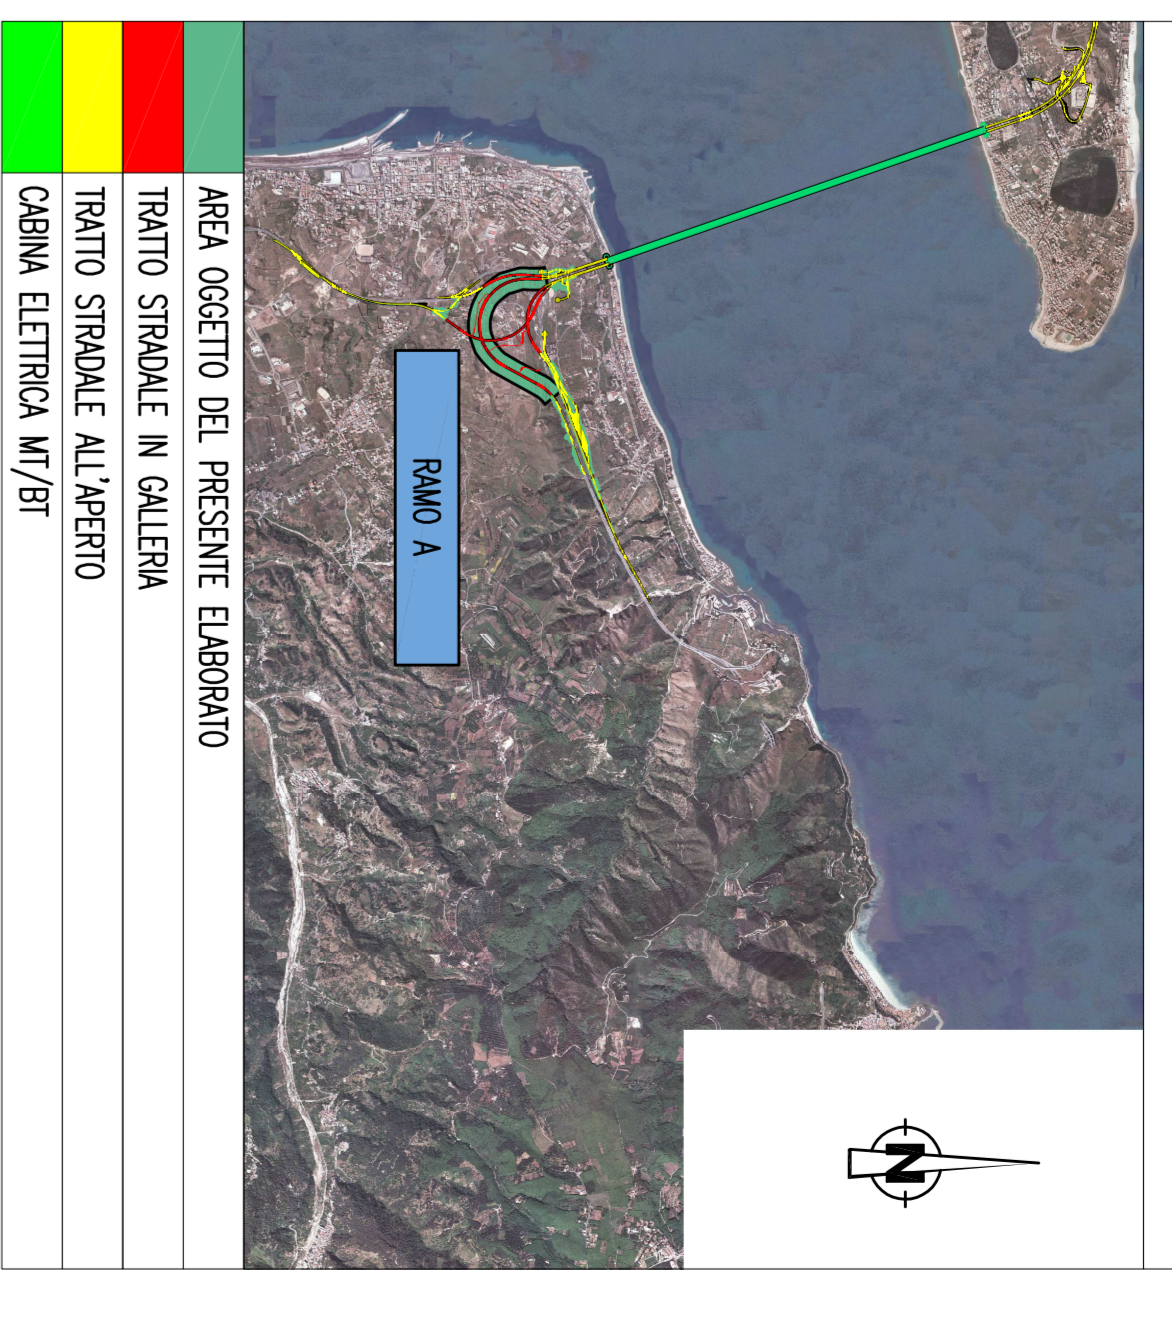 N
RAMO A
AREA OGGETTO DEL PRESENTE ELABORATO
TRATTO STRADALE IN GALLERIA
TRATTO STRADALE ALL'APERTO
CABINA ELETTRICA MT/BT